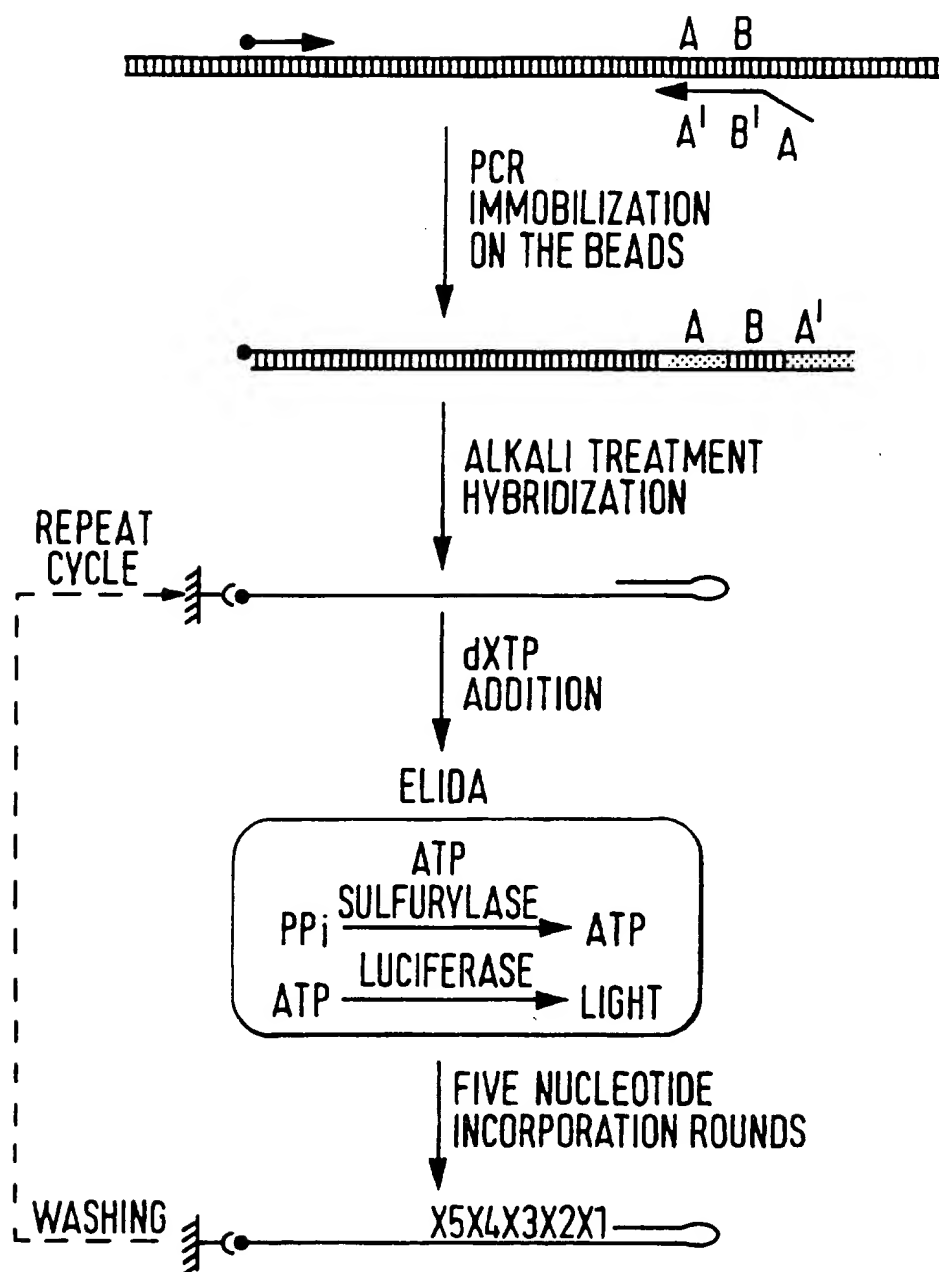 A B
A' B' A
PCR
IMMOBILIZATION
ON THE BEADS
A B A'
ALKALI TREATMENT
HYBRIDIZATION
REPEAT
CYCLE
dXTP
ADDITION
ELIDA
ATP
SULFURYLASE
PPi ATP
LUCIFERASE
ATP LIGHT
FIVE NUCLEOTIDE
INCORPORATION ROUNDS
WASHING
X5X4X3X2X1